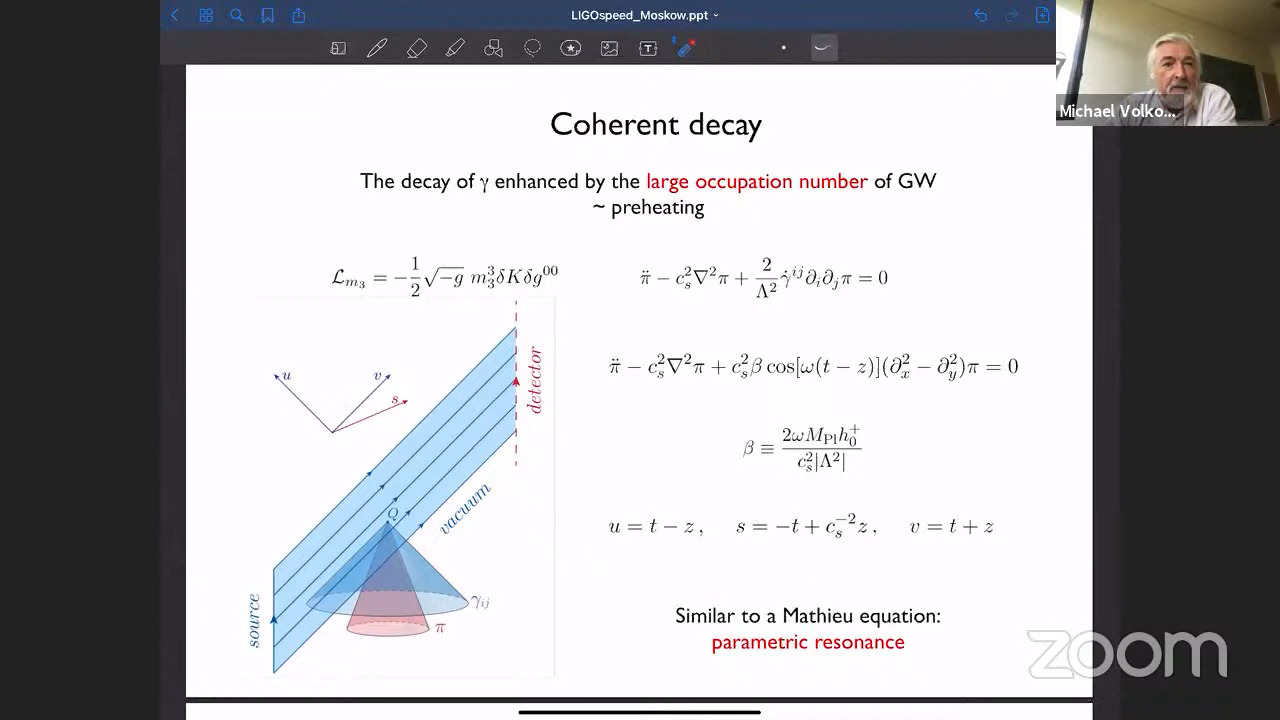 LIGOspeed_Moskow.ppt
Michael Volko...
Coherent decay
The decay of γ enhanced by the large occupation number of GW
~ preheating
$\mathcal{L}_{m_3} = -\frac{1}{2}\sqrt{-g}\, m_3^3 \delta K \delta g^{00}$
$\ddot{\pi} - c_s^2 \nabla^2 \pi + \frac{2}{\Lambda^2} \dot{\gamma}^{ij} \partial_i \partial_j \pi = 0$
$\ddot{\pi} - c_s^2 \nabla^2 \pi + c_s^2 \beta \cos[\omega(t - z)](\partial_x^2 - \partial_y^2)\pi = 0$
$\beta \equiv \frac{2\omega M_{\rm Pl} h_0^+}{c_s^2 |\Lambda^2|}$
$u = t - z\,, \quad s = -t + c_s^{-2} z\,, \quad v = t + z$
u
v
s
detector
Q
vacuum
γij
π
source
Similar to a Mathieu equation:
parametric resonance
zoom